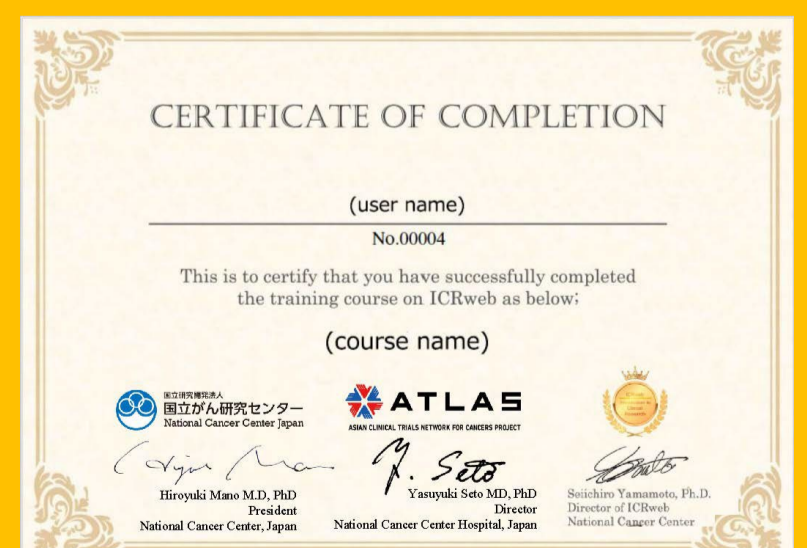 CERTIFICATE OF COMPLETION
(user name)
No.00004
This is to certify that you have successfully completed
the training course on ICRweb as below;
(course name)
国立研究開発法人
国立がん研究センター
National Cancer Center Japan
ATLAS
ASIAN CLINICAL TRIALS NETWORK FOR CANCERS PROJECT
Y. Seto
Hiroyuki Mano M.D, PhD
President
National Cancer Center, Japan
Yasuyuki Seto MD, PhD
Director
National Cancer Center Hospital, Japan
Seiichiro Yamamoto, Ph.D.
Director of ICRweb
National Cancer Center